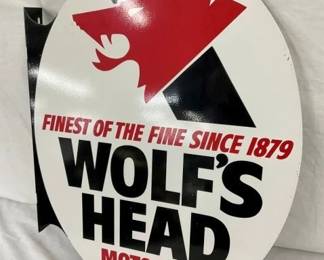 FINEST OF THE FINE SINCE 1879
WOLF'S
HEAD